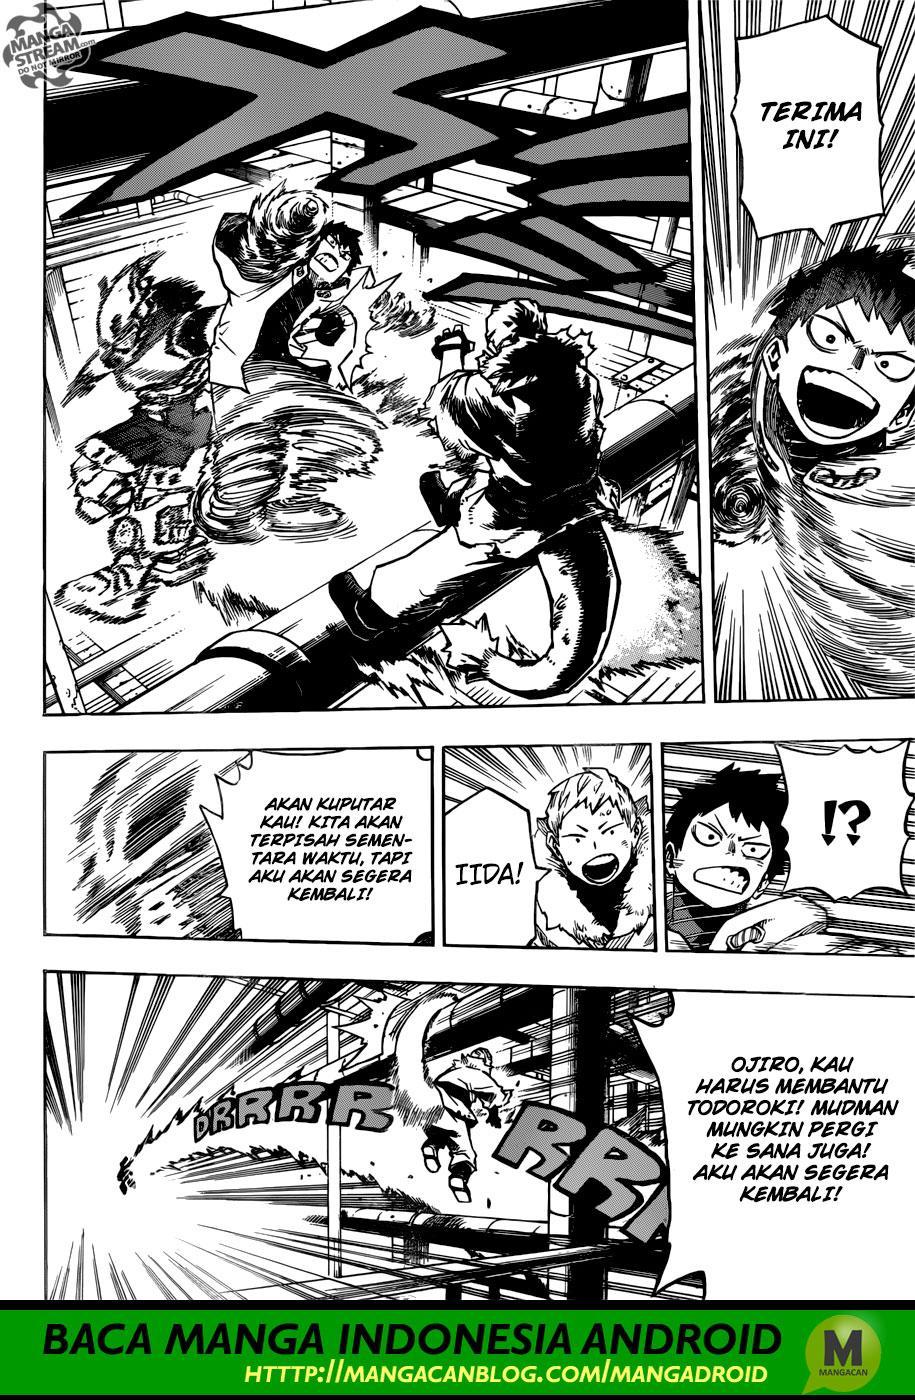 MANGA
STREAM.com
DO NOT MIRROR
TERIMA
INI!
!?
IIDA!
AKAN KUPUTAR
KAU! KITA AKAN
TERPISAH SEMEN-
TARA WAKTU, TAPI
AKU AKAN SEGERA
KEMBALI!
OJIRO, KAU
HARUS MEMBANTU
TODOROKI! MUDMAN
MUNGKIN PERGI
KE SANA JUGA!
AKU AKAN SEGERA
KEMBALI!
DRRRR
RRR
BACA MANGA INDONESIA ANDROID
HTTTP://MANGACANBLOG.COM/MANGADROID
M
MANGACAN